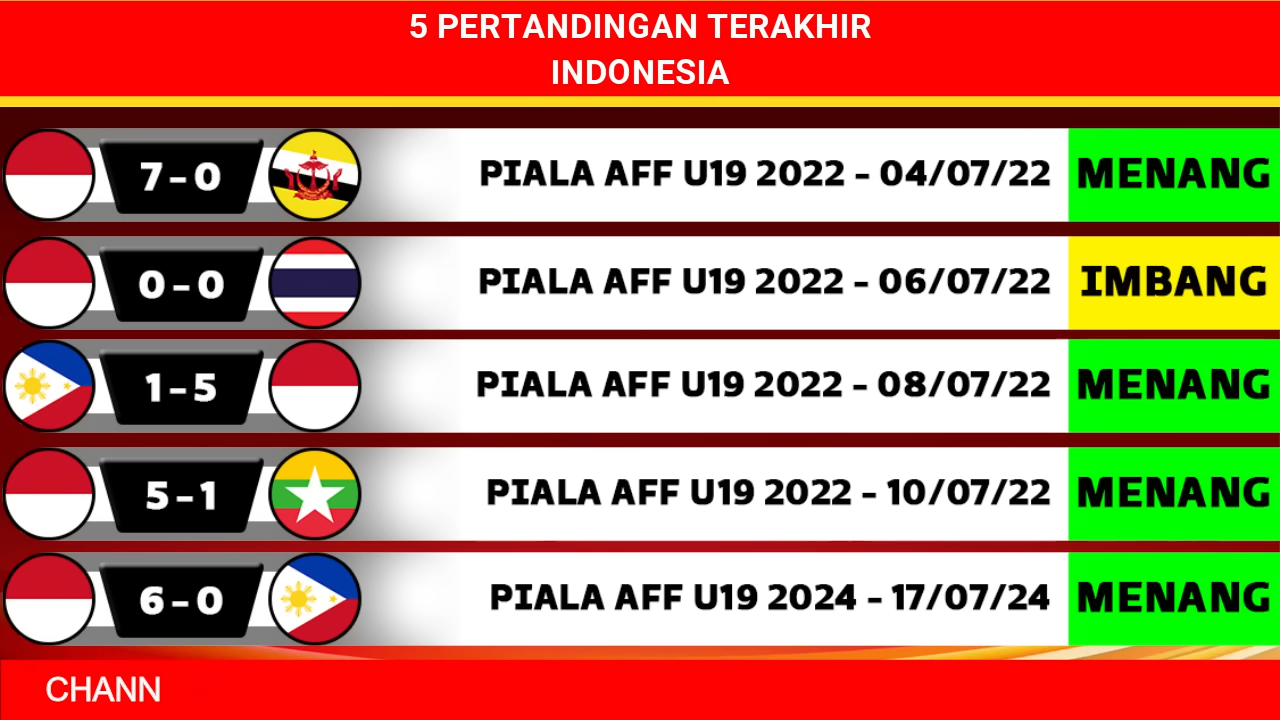 5 PERTANDINGAN TERAKHIR
INDONESIA
7-0 PIALA AFF U19 2022 - 04/07/22 MENANG
0-0 PIALA AFF U19 2022 - 06/07/22 IMBANG
1-5 PIALA AFF U19 2022 - 08/07/22 MENANG
5-1 PIALA AFF U19 2022 - 10/07/22 MENANG
6-0 PIALA AFF U19 2024 - 17/07/24 MENANG
CHANN